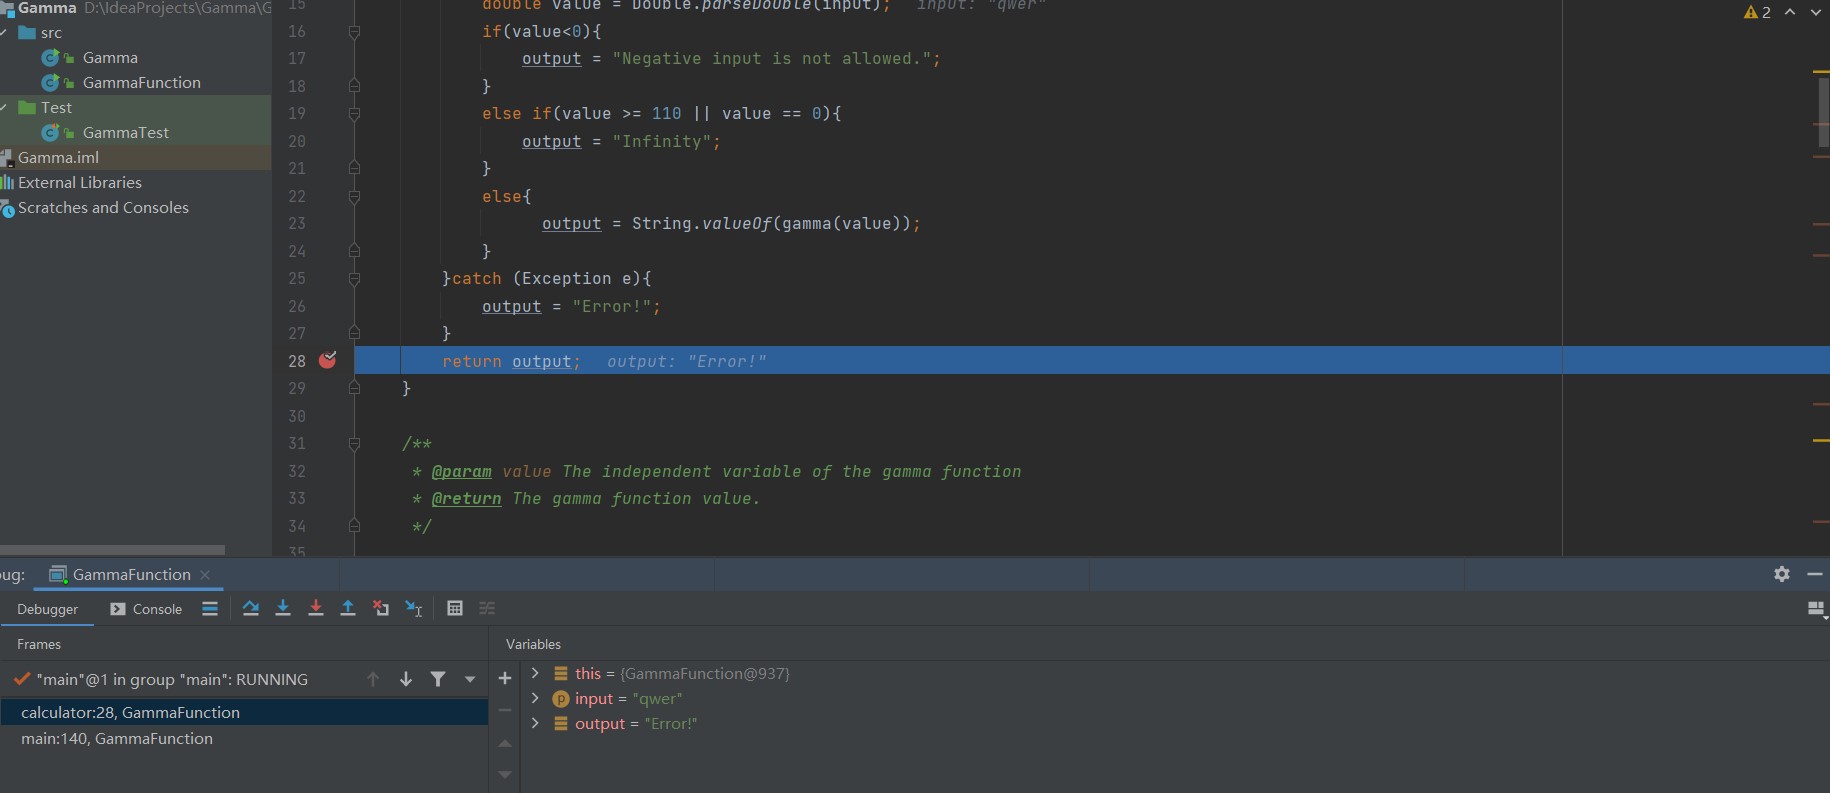 Gamma D:\IdeaProjects\Gamma\G
src
Gamma
GammaFunction
Test
GammaTest
Gamma.iml
External Libraries
Scratches and Consoles
15 double value = Double.parseDouble(input); input: "qwer"
16 if(value<0){
17 output = "Negative input is not allowed.";
18 }
19 else if(value >= 110 || value == 0){
20 output = "Infinity";
21 }
22 else{
23 output = String.valueOf(gamma(value));
24 }
25 }catch (Exception e){
26 output = "Error!";
27 }
28 return output; output: "Error!"
29 }
30
31 /**
32 * @param value The independent variable of the gamma function
33 * @return The gamma function value.
34 */
35
2
ug: GammaFunction
Debugger Console
Frames Variables
"main"@1 in group "main": RUNNING
calculator:28, GammaFunction
main:140, GammaFunction
this = {GammaFunction@937}
input = "qwer"
output = "Error!"